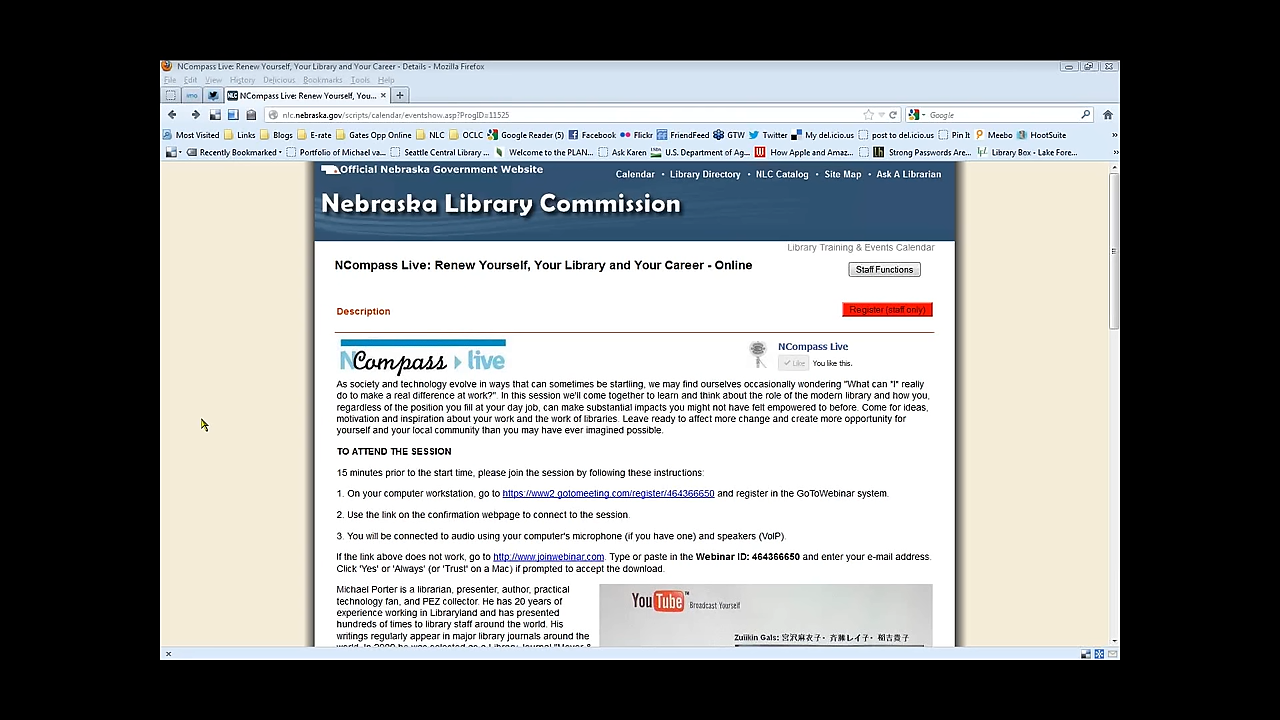 NCompass Live: Renew Yourself, Your Library and Your Career - Details - Mozilla Firefox
File Edit View History Delicious Bookmarks Tools Help
NCompass Live: Renew Yourself, You...
nlc.nebraska.gov/scripts/calendar/eventshow.asp?ProgID=11525
Google
Most Visited Links Blogs E-rate Gates Opp Online NLC OCLC Google Reader (5) Facebook Flickr FriendFeed GTW Twitter My del.icio.us post to del.icio.us Pin It Meebo HootSuite
Recently Bookmarked Portfolio of Michael va... Seattle Central Library ... Welcome to the PLAN... Ask Karen U.S. Department of Ag... How Apple and Amaz... Strong Passwords Are... Library Box - Lake Fore...
Official Nebraska Government Website
Calendar • Library Directory • NLC Catalog • Site Map • Ask A Librarian
Nebraska Library Commission
Library Training & Events Calendar
NCompass Live: Renew Yourself, Your Library and Your Career - Online
Staff Functions
Description
Register (staff only)
NCompass live
NCompass Live
Like You like this.
As society and technology evolve in ways that can sometimes be startling, we may find ourselves occasionally wondering "What can *I* really
do to make a real difference at work?". In this session we'll come together to learn and think about the role of the modern library and how you,
regardless of the position you fill at your day job, can make substantial impacts you might not have felt empowered to before. Come for ideas,
motivation and inspiration about your work and the work of libraries. Leave ready to affect more change and create more opportunity for
yourself and your local community than you may have ever imagined possible.
TO ATTEND THE SESSION
15 minutes prior to the start time, please join the session by following these instructions:
1. On your computer workstation, go to https://www2.gotomeeting.com/register/464366650 and register in the GoToWebinar system.
2. Use the link on the confirmation webpage to connect to the session.
3. You will be connected to audio using your computer's microphone (if you have one) and speakers (VoIP).
If the link above does not work, go to http://www.joinwebinar.com. Type or paste in the Webinar ID: 464366650 and enter your e-mail address.
Click 'Yes' or 'Always' (or 'Trust' on a Mac) if prompted to accept the download.
Michael Porter is a librarian, presenter, author, practical
technology fan, and PEZ collector. He has 20 years of
experience working in Libraryland and has presented
hundreds of times to library staff around the world. His
writings regularly appear in major library journals around the
YouTube™ Broadcast Yourself
Zuiikin Gals: 宮沢麻衣子・斉藤レイ子・稲吉貴子